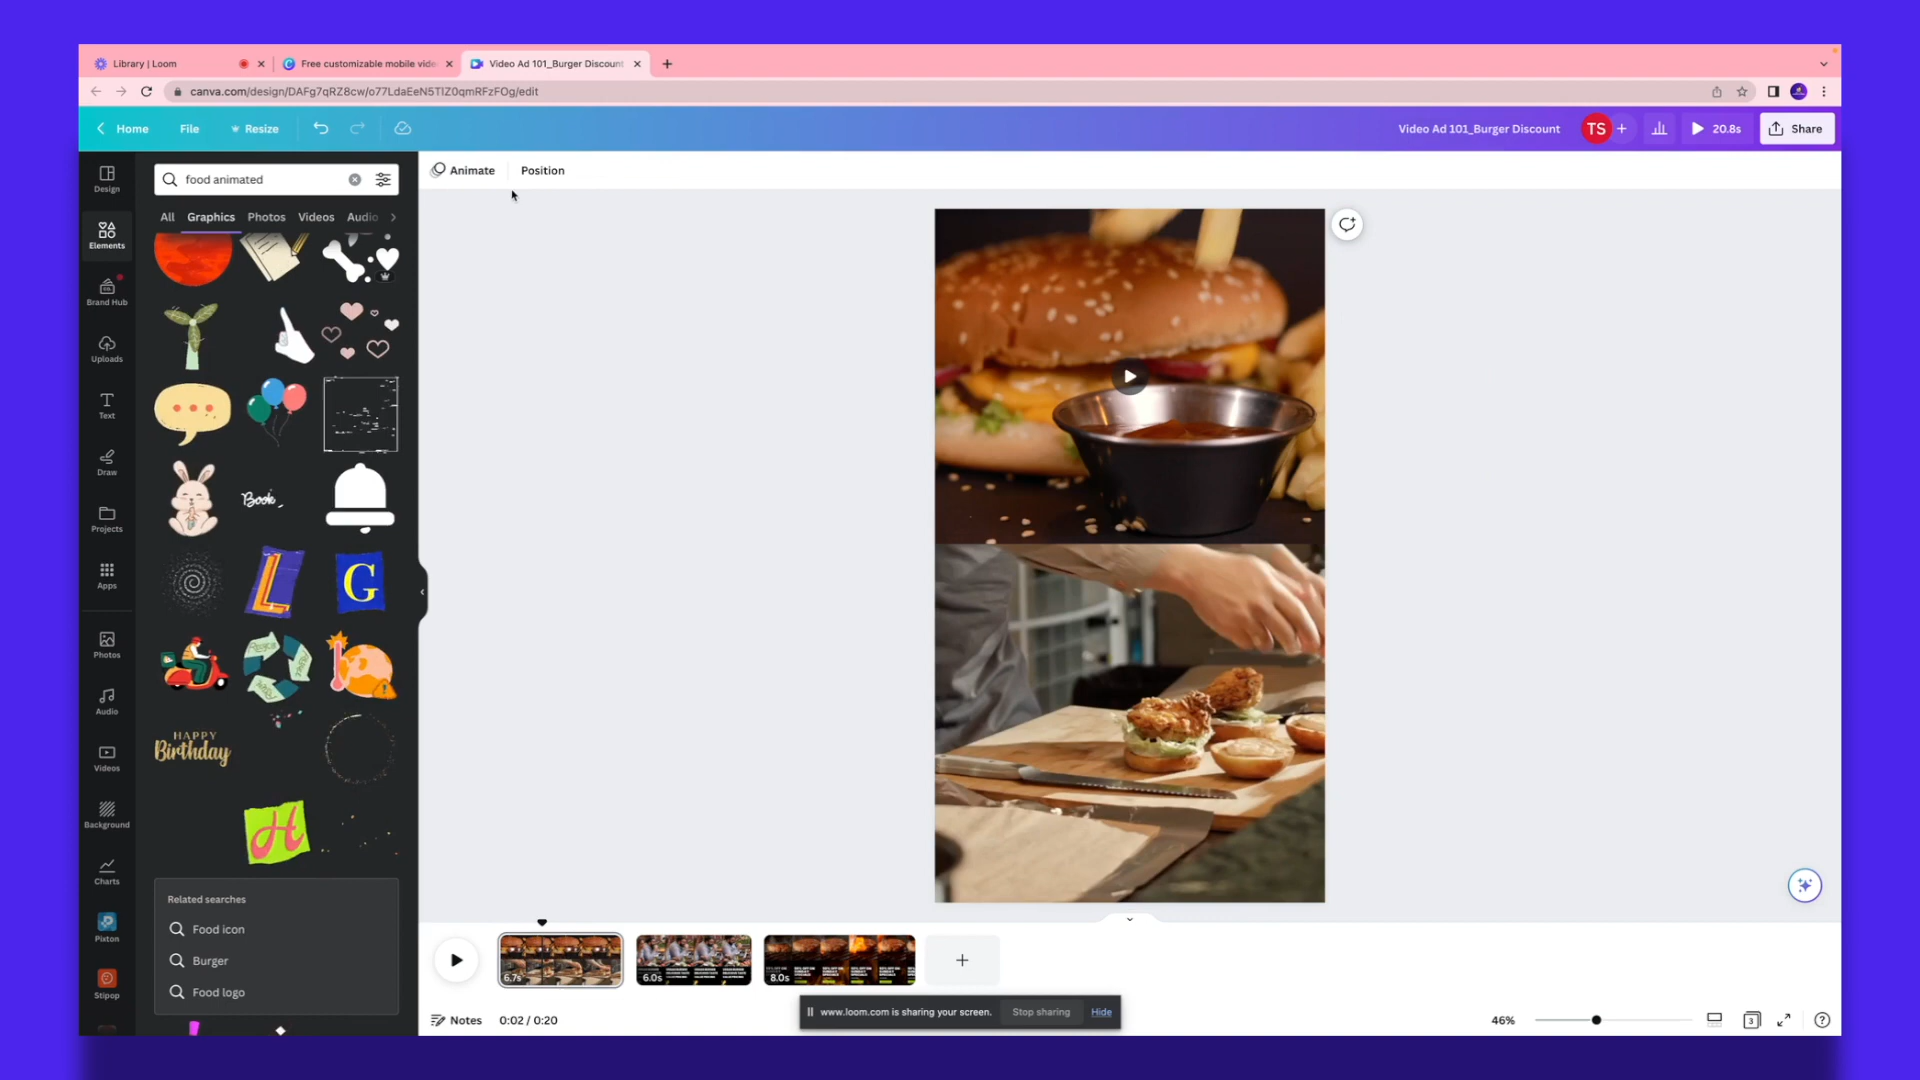 Library | Loom
Free customizable mobile vide
Video Ad 101_Burger Discount
canva.com/design/DAFg7qRZ8cw/o77LdaEeN5TIZ0qmRFzFOg/edit
Home
File
Resize
Video Ad 101_Burger Discount
TS
20.8s
Share
Design
Elements
Brand Hub
Uploads
Text
Draw
Projects
Apps
Photos
Audio
Videos
Background
Charts
Pixton
Stipop
food animated
All
Graphics
Photos
Videos
Audio
Book
L
G
HAPPY
Birthday
H
Related searches
Food icon
Burger
Food logo
Animate
Position
6.7s
6.0s
8.0s
Notes
0:02 / 0:20
www.loom.com is sharing your screen.
Stop sharing
Hide
46%
3